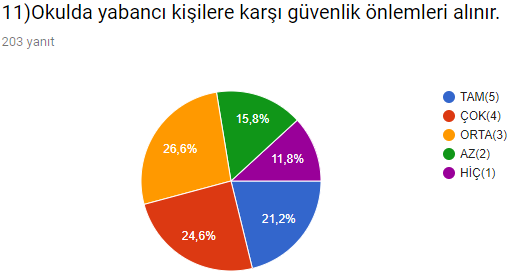 11)Okulda yabancı kişilere karşı güvenlik önlemleri alınır.
203 yanıt
TAM(5)
ÇOK(4)
ORTA(3)
AZ(2)
HİÇ(1)
15,8%
26,6%
11,8%
21,2%
24,6%